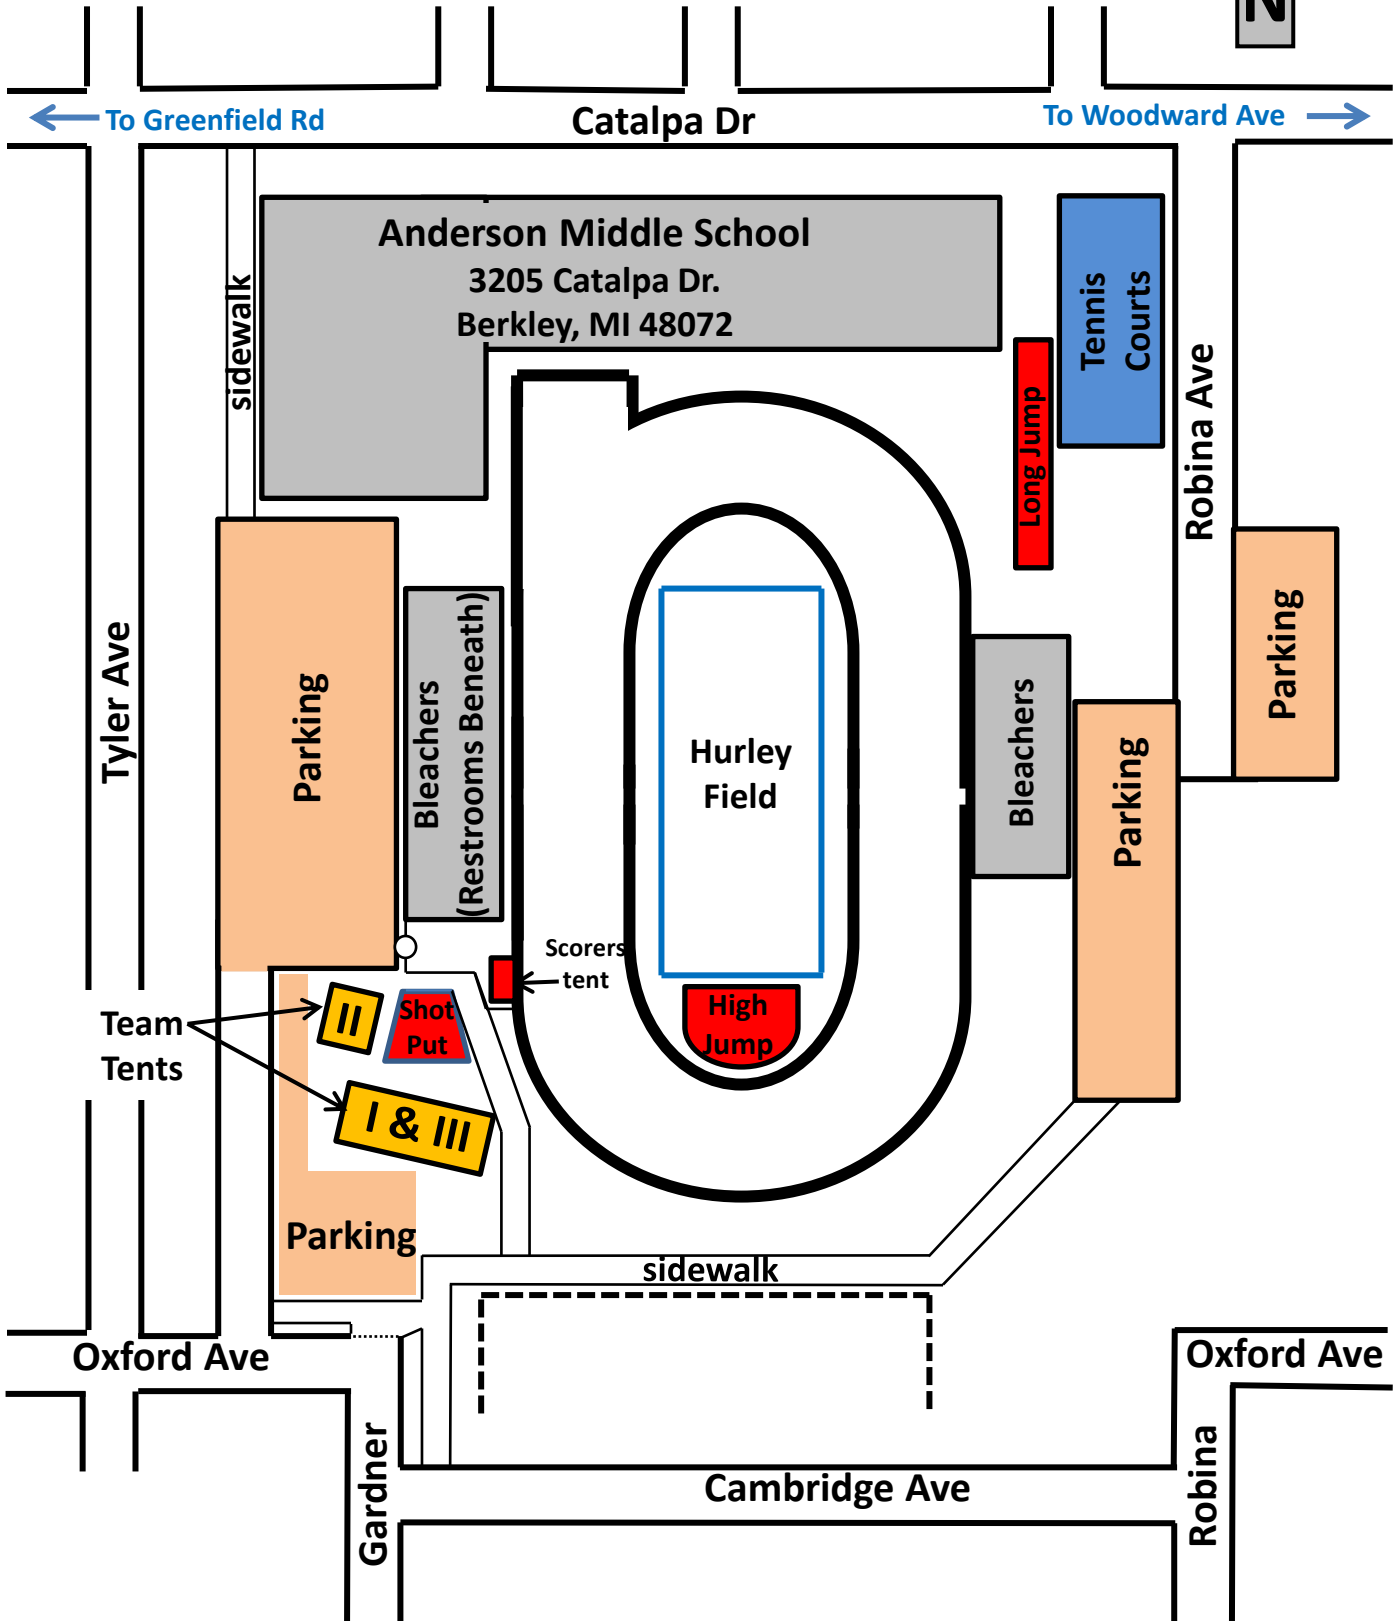 N
To Greenfield Rd
Catalpa Dr
To Woodward Ave
Anderson Middle School
3205 Catalpa Dr.
Berkley, MI 48072
sidewalk
Tennis
Courts
Long Jump
Robina Ave
Tyler Ave
Parking
Bleachers
(Restrooms Beneath)
Hurley
Field
Bleachers
Parking
Parking
Scorers
tent
High
Jump
Team
Tents
II
Shot
Put
I & III
Parking
sidewalk
Oxford Ave
Oxford Ave
Gardner
Cambridge Ave
Robina